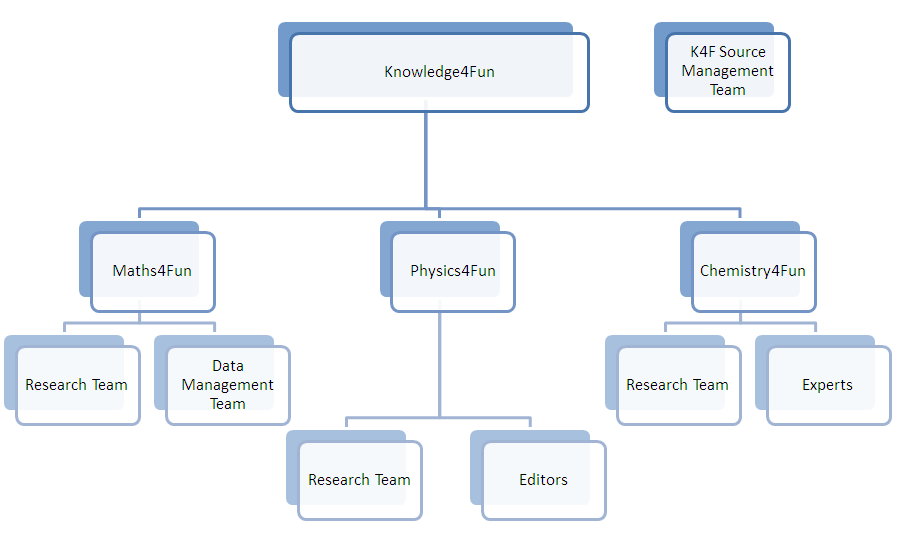 Knowledge4Fun
K4F Source
Management
Team
Maths4Fun
Physics4Fun
Chemistry4Fun
Research Team
Data
Management
Team
Research Team
Experts
Research Team
Editors